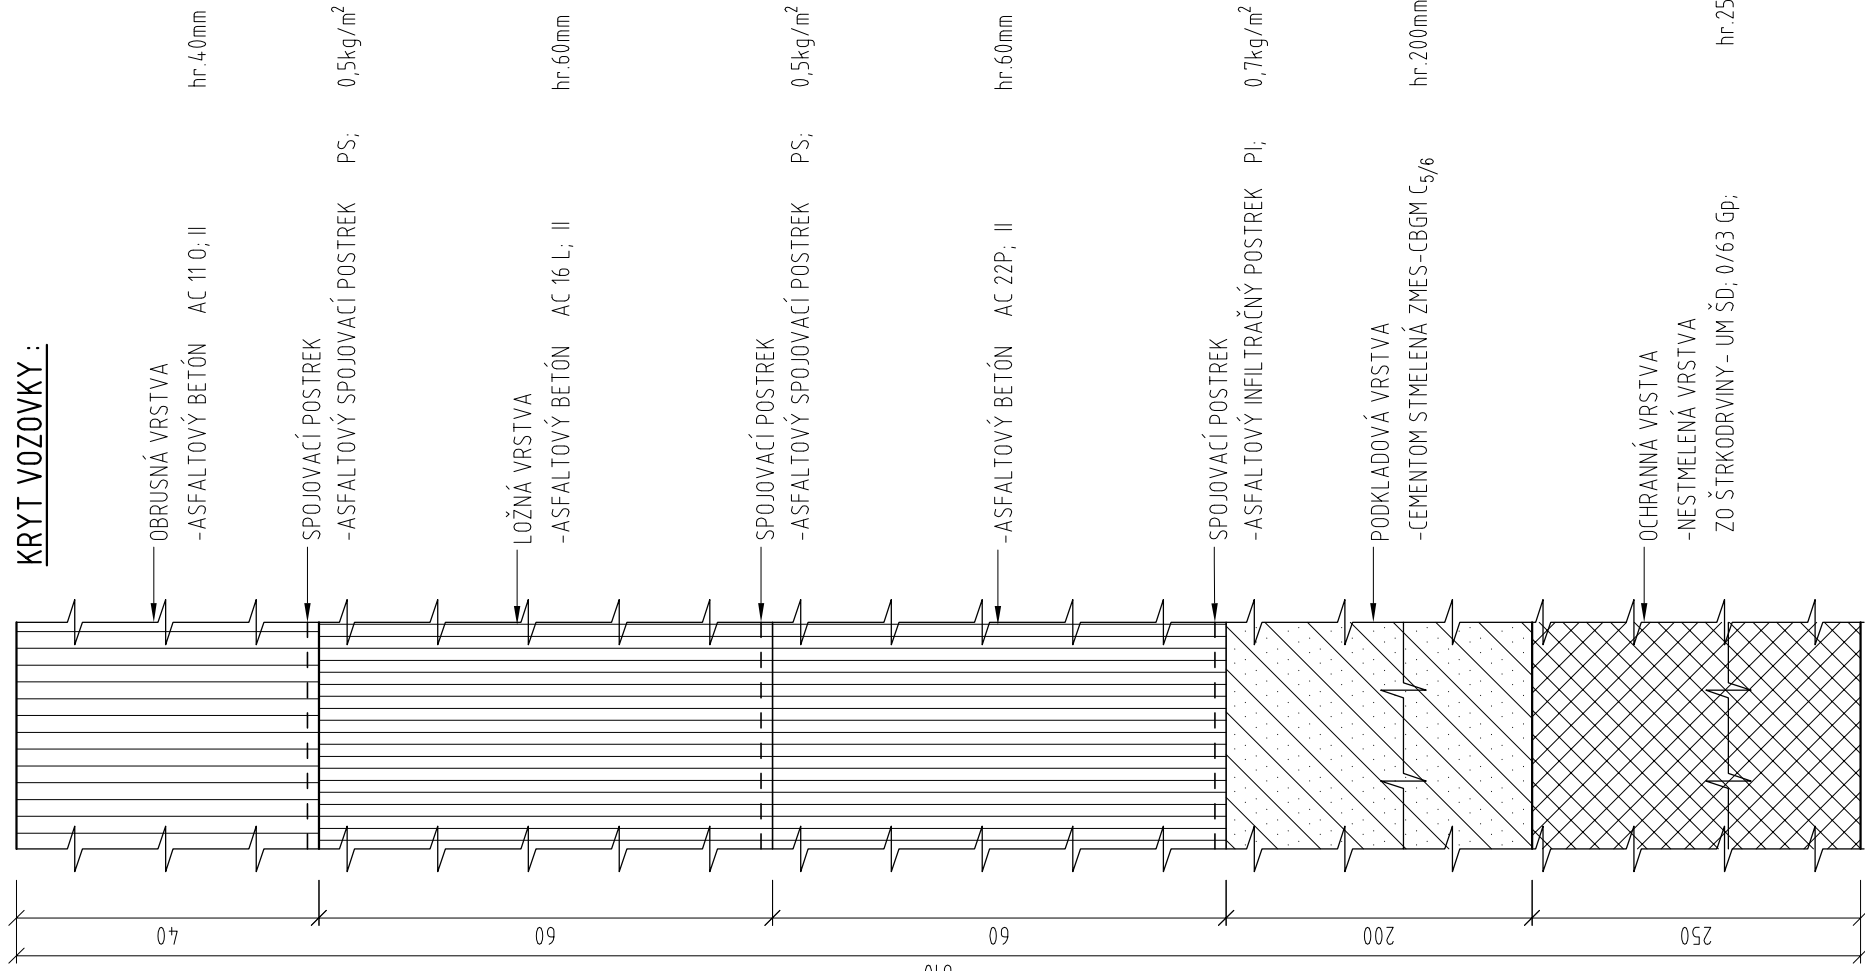 KRYT VOZOVKY :
OBRUSNÁ VRSTVA
-ASFALTOVÝ BETÓN AC 11 O; II hr.40mm
SPOJOVACÍ POSTREK
-ASFALTOVÝ SPOJOVACÍ POSTREK PS; 0,5kg/m²
LOŽNÁ VRSTVA
-ASFALTOVÝ BETÓN AC 16 L; II hr.60mm
SPOJOVACÍ POSTREK
-ASFALTOVÝ SPOJOVACÍ POSTREK PS; 0,5kg/m²
-ASFALTOVÝ BETÓN AC 22P; II hr.60mm
SPOJOVACÍ POSTREK
-ASFALTOVÝ INFILTRAČNÝ POSTREK PI; 0,7kg/m²
PODKLADOVÁ VRSTVA
-CEMENTOM STMELENÁ ZMES-CBGM C5/6 hr.200mm
OCHRANNÁ VRSTVA
-NESTMELENÁ VRSTVA
ZO ŠTRKODRVINY- UM ŠD; 0/63 Gp; hr.25
40
60
60
200
250